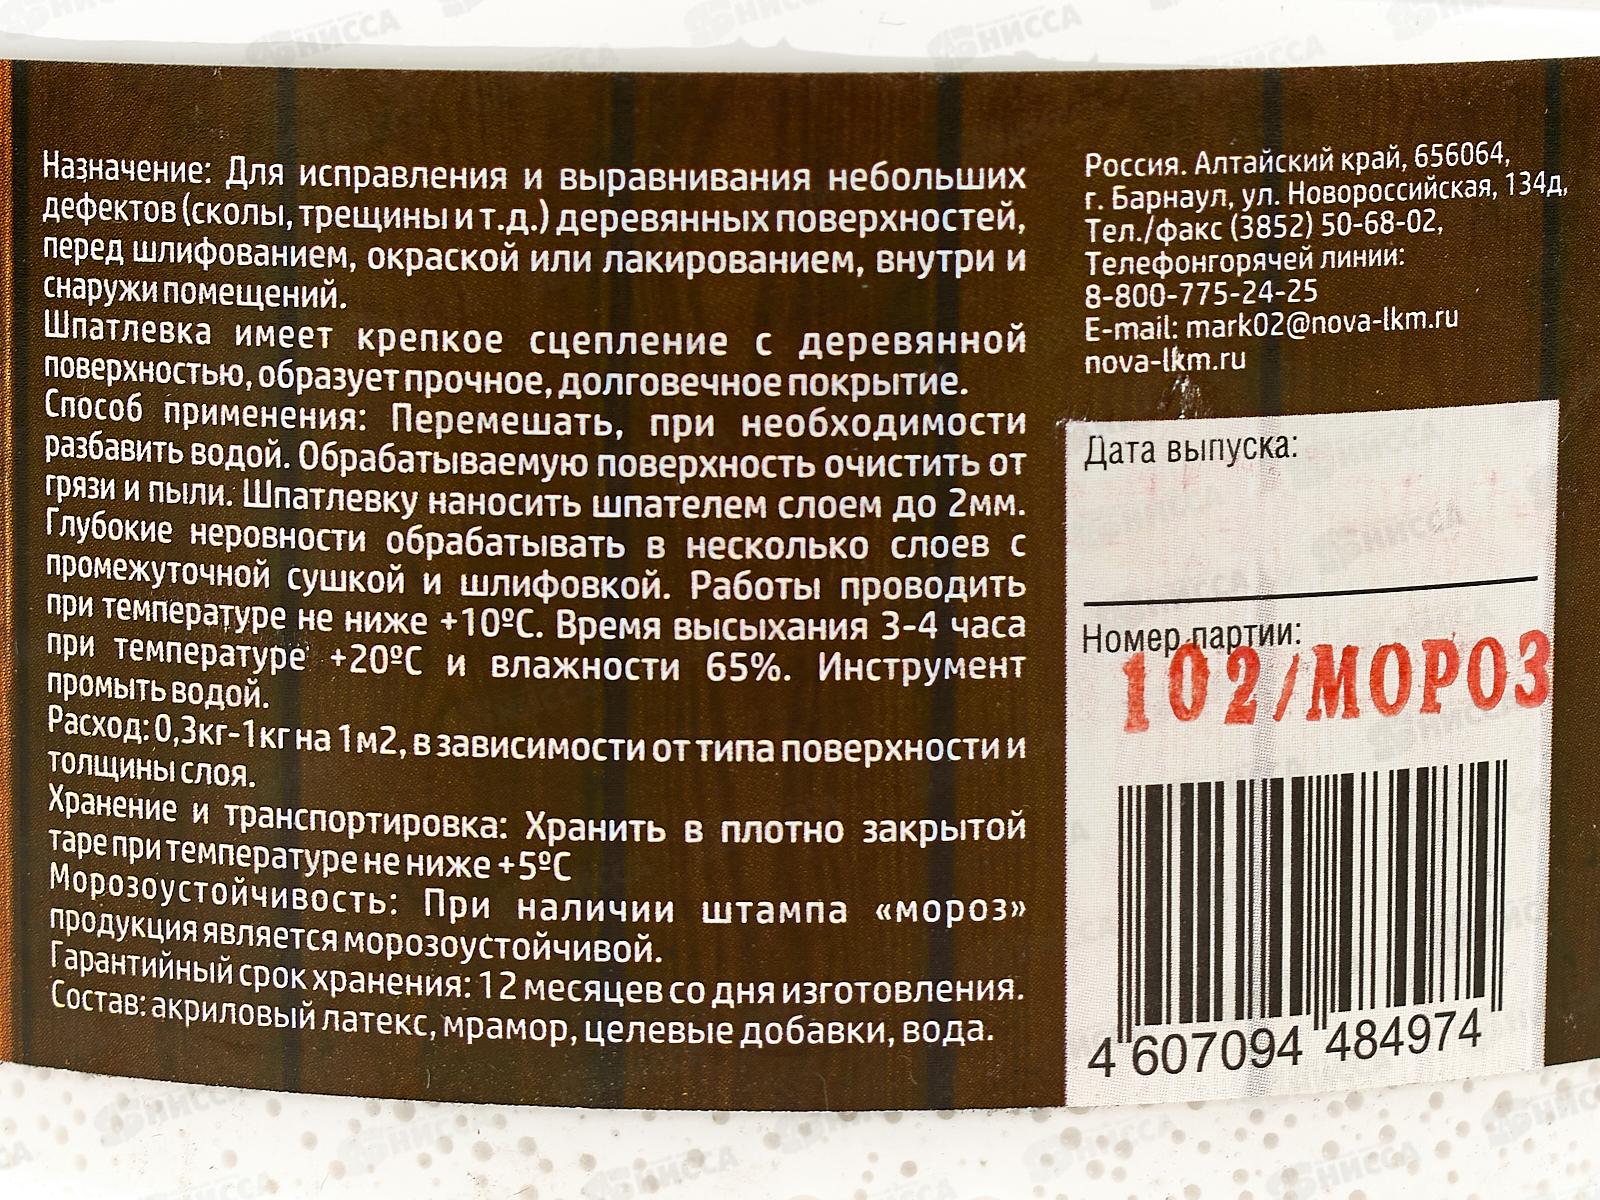 Назначение: Для исправления и выравнивания небольших
дефектов (сколы, трещины и т.д.) деревянных поверхностей,
перед шлифованием, окраской или лакированием, внутри и
снаружи помещений.
Шпатлевка имеет крепкое сцепление с деревянной
поверхностью, образует прочное, долговечное покрытие.
Способ применения: Перемешать, при необходимости
разбавить водой. Обрабатываемую поверхность очистить от
грязи и пыли. Шпатлевку наносить шпателем слоем до 2мм.
Глубокие неровности обрабатывать в несколько слоев с
промежуточной сушкой и шлифовкой. Работы проводить
при температуре не ниже +10ºС. Время высыхания 3-4 часа
при температуре +20ºС и влажности 65%. Инструмент
промыть водой.
Расход: 0,3кг-1кг на 1м2, в зависимости от типа поверхности и
толщины слоя.
Хранение и транспортировка: Хранить в плотно закрытой
таре при температуре не ниже +5ºС
Морозоустойчивость: При наличии штампа «мороз»
продукция является морозоустойчивой.
Гарантийный срок хранения: 12 месяцев со дня изготовления.
Состав: акриловый латекс, мрамор, целевые добавки, вода.
Россия. Алтайский край, 656064,
г. Барнаул, ул. Новороссийская, 134д,
Тел./факс (3852) 50-68-02,
Телефонгорячей линии:
8-800-775-24-25
E-mail: mark02@nova-lkm.ru
nova-lkm.ru
Дата выпуска:
Номер партии:
102/МОРОЗ
4 607094 484974
ЯБНИССА